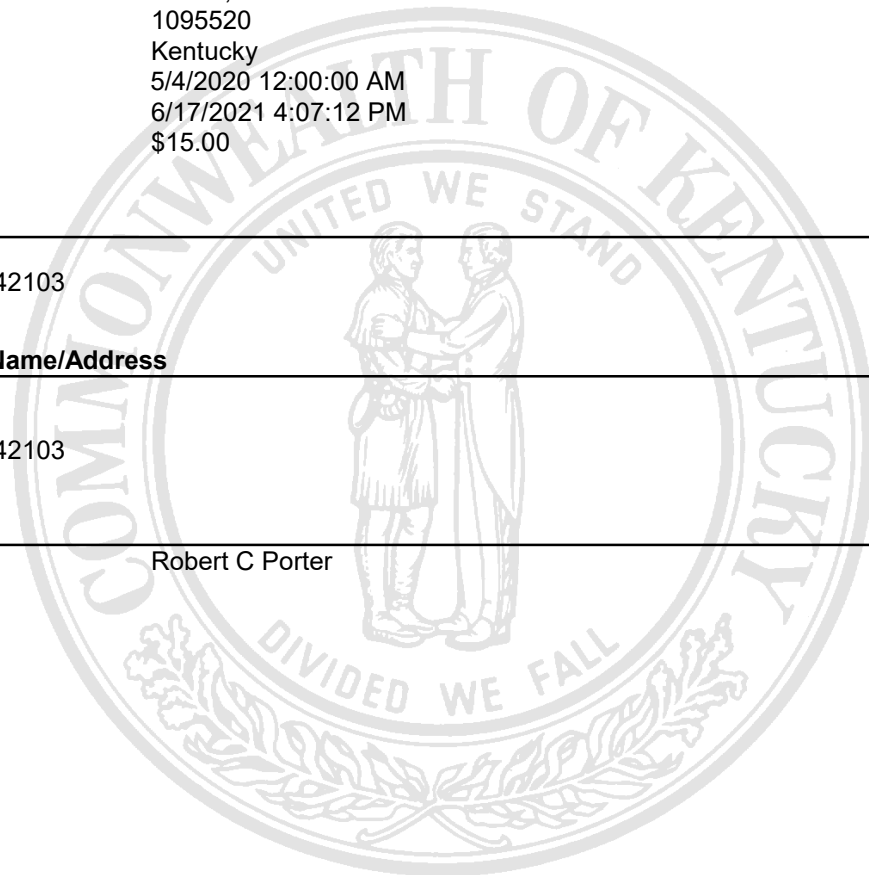 1095520
Kentucky
5/4/2020 12:00:00 AM
6/17/2021 4:07:12 PM
$15.00
42103
Name/Address
42103
Robert C Porter
COMMONWEALTH OF KENTUCKY
UNITED WE STAND
DIVIDED WE FALL